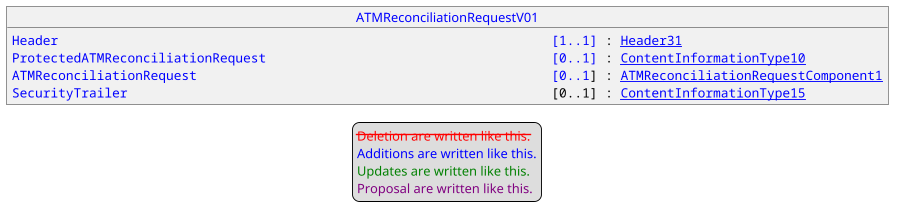 ATMReconciliationRequestV01
Header [1..1] : Header31
ProtectedATMReconciliationRequest [0..1] : ContentInformationType10
ATMReconciliationRequest [0..1] : ATMReconciliationRequestComponent1
SecurityTrailer [0..1] : ContentInformationType15
Deletion are written like this.
Additions are written like this.
Updates are written like this.
Proposal are written like this.